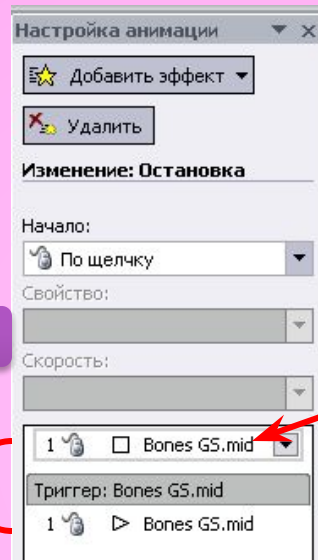 Настройка анимации
Добавить эффект
Удалить
Изменение: Остановка
Начало:
По щелчку
Свойство:
Скорость:
1 Bones GS.mid
Триггер: Bones GS.mid
1 Bones GS.mid